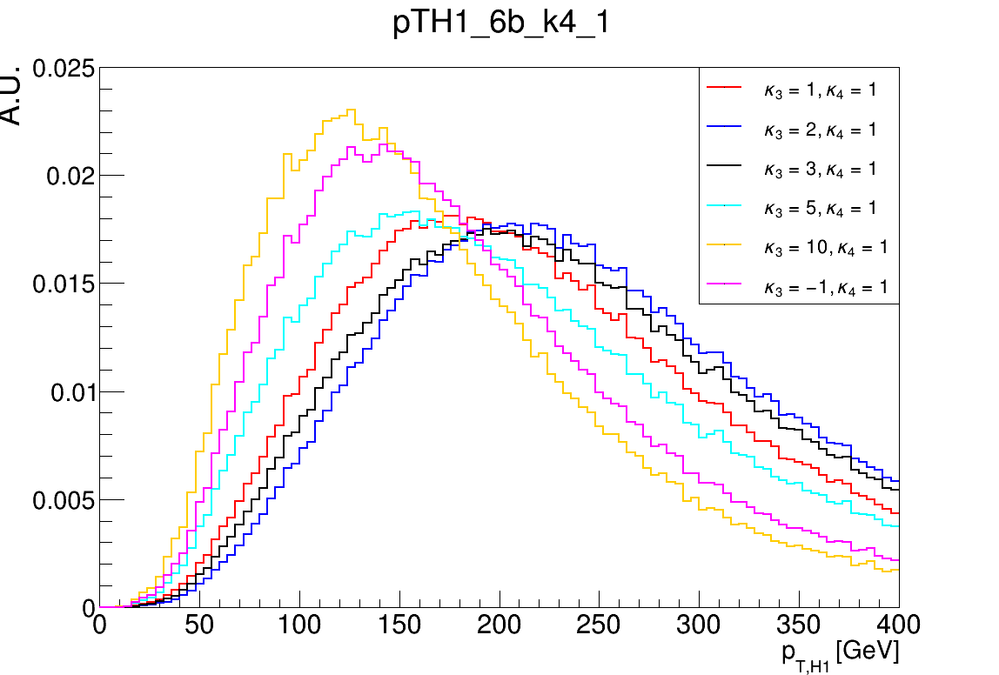 pTH1_6b_k4_1
A.U.
0.025
0.02
0.015
0.01
0.005
0
κ₃ = 1, κ₄ = 1
κ₃ = 2, κ₄ = 1
κ₃ = 3, κ₄ = 1
κ₃ = 5, κ₄ = 1
κ₃ = 10, κ₄ = 1
κ₃ = −1, κ₄ = 1
0 50 100 150 200 250 300 350 400
p_T,H1 [GeV]